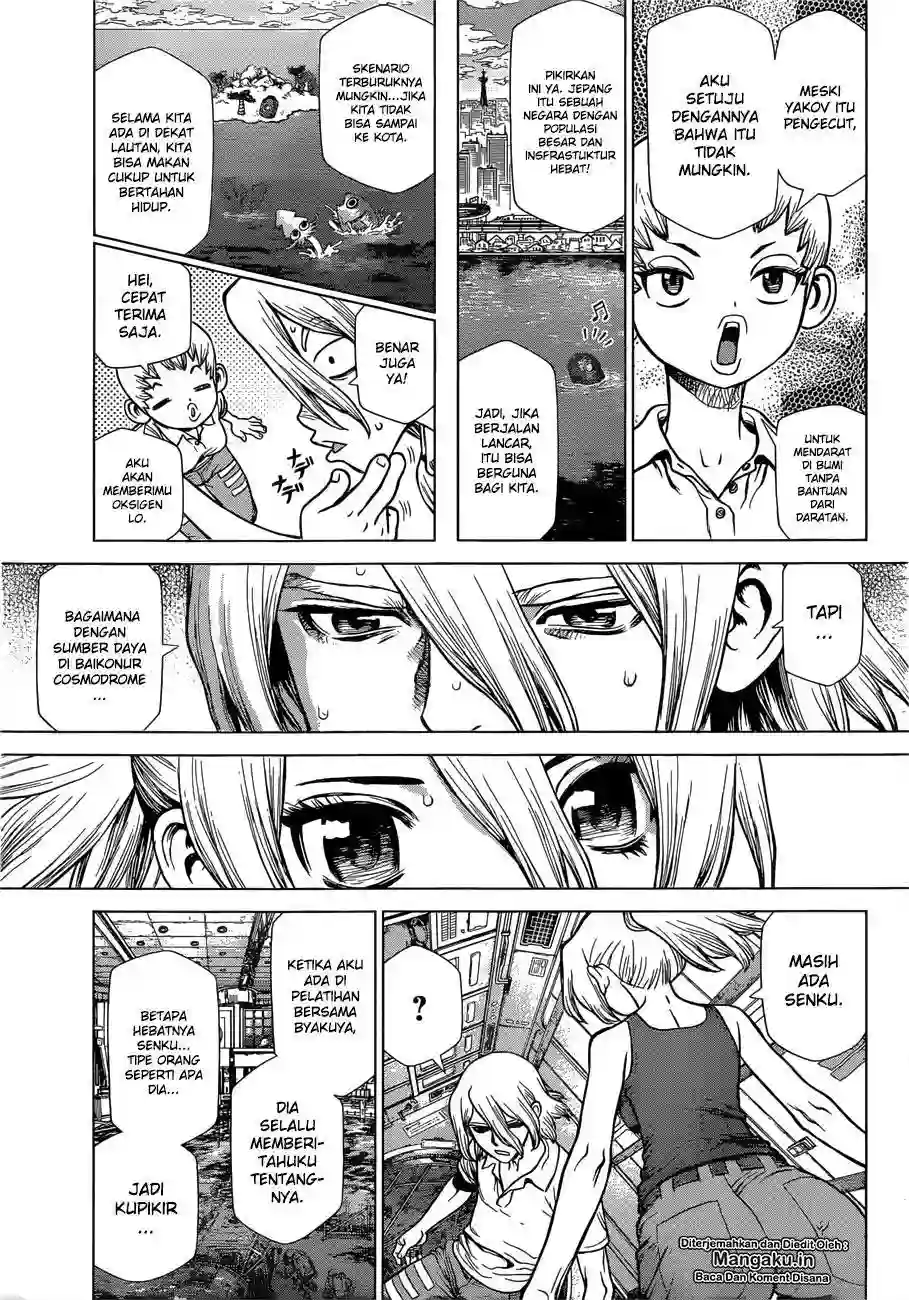 MESKI
YAKOV ITU
PENGECUT,
AKU
SETUJU
DENGANNYA
BAHWA ITU
TIDAK
MUNGKIN.
UNTUK
MENDARAT
DI BUMI
TANPA
BANTUAN
DARI
DARATAN.
PIKIRKAN
INI YA. JEPANG
ITU SEBUAH
NEGARA DENGAN
POPULASI
BESAR DAN
INSFRASTUKTUR
HEBAT!
JADI, JIKA
BERJALAN
LANCAR,
ITU BISA
BERGUNA
BAGI KITA.
SKENARIO
TERBURUKNYA
MUNGKIN...JIKA
KITA TIDAK
BISA SAMPAI
KE KOTA.
SELAMA KITA
ADA DI DEKAT
LAUTAN, KITA
BISA MAKAN
CUKUP UNTUK
BERTAHAN
HIDUP.
BENAR
JUGA
YA!
HEI,
CEPAT
TERIMA
SAJA.
AKU
AKAN
MEMBERIMU
OKSIGEN
LO.
ナデ
ナデ
TAPI
...
BAGAIMANA
DENGAN
SUMBER DAYA
DI BAIKONUR
COSMODROME
...
MASIH
ADA
SENKU.
?
KETIKA AKU
ADA DI
PELATIHAN
BERSAMA
BYAKUYA,
DIA
SELALU
MEMBERI-
TAHUKU
TENTANG-
NYA.
BETAPA
HEBATNYA
SENKU...
TIPE ORANG
SEPERTI APA
DIA...
JADI
KUPIKIR
...
Diterjemahkan dan Diedit Oleh :
Mangaku.in
Baca Dan Koment Disana